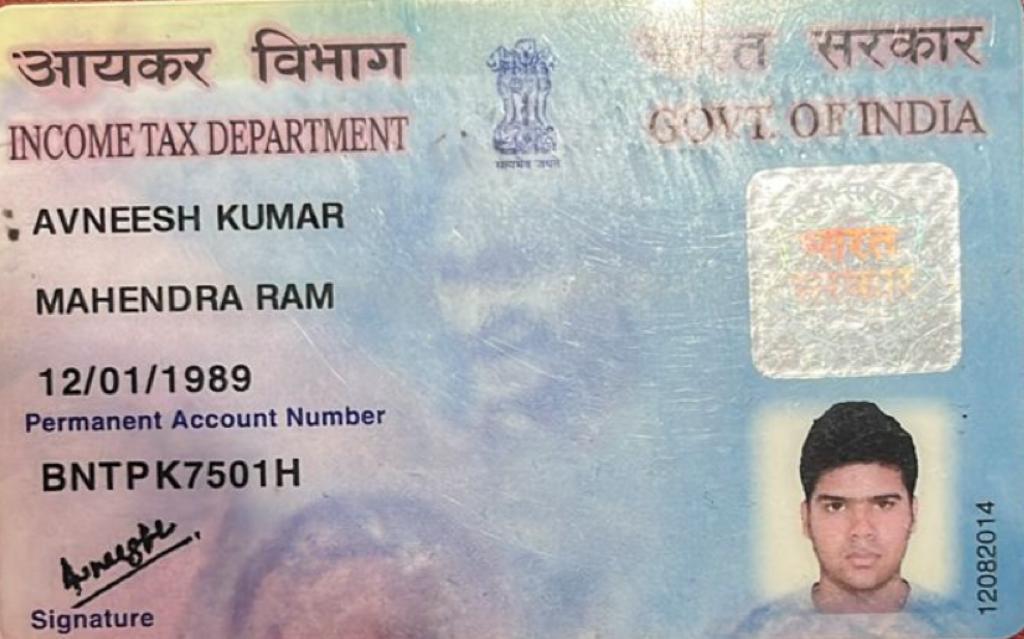 आयकर विभाग
INCOME TAX DEPARTMENT
सत्यमेव जयते
भारत सरकार
GOVT. OF INDIA
AVNEESH KUMAR
MAHENDRA RAM
12/01/1989
Permanent Account Number
BNTPK7501H
Avneesh
Signature
भारत
सरकार
12082014